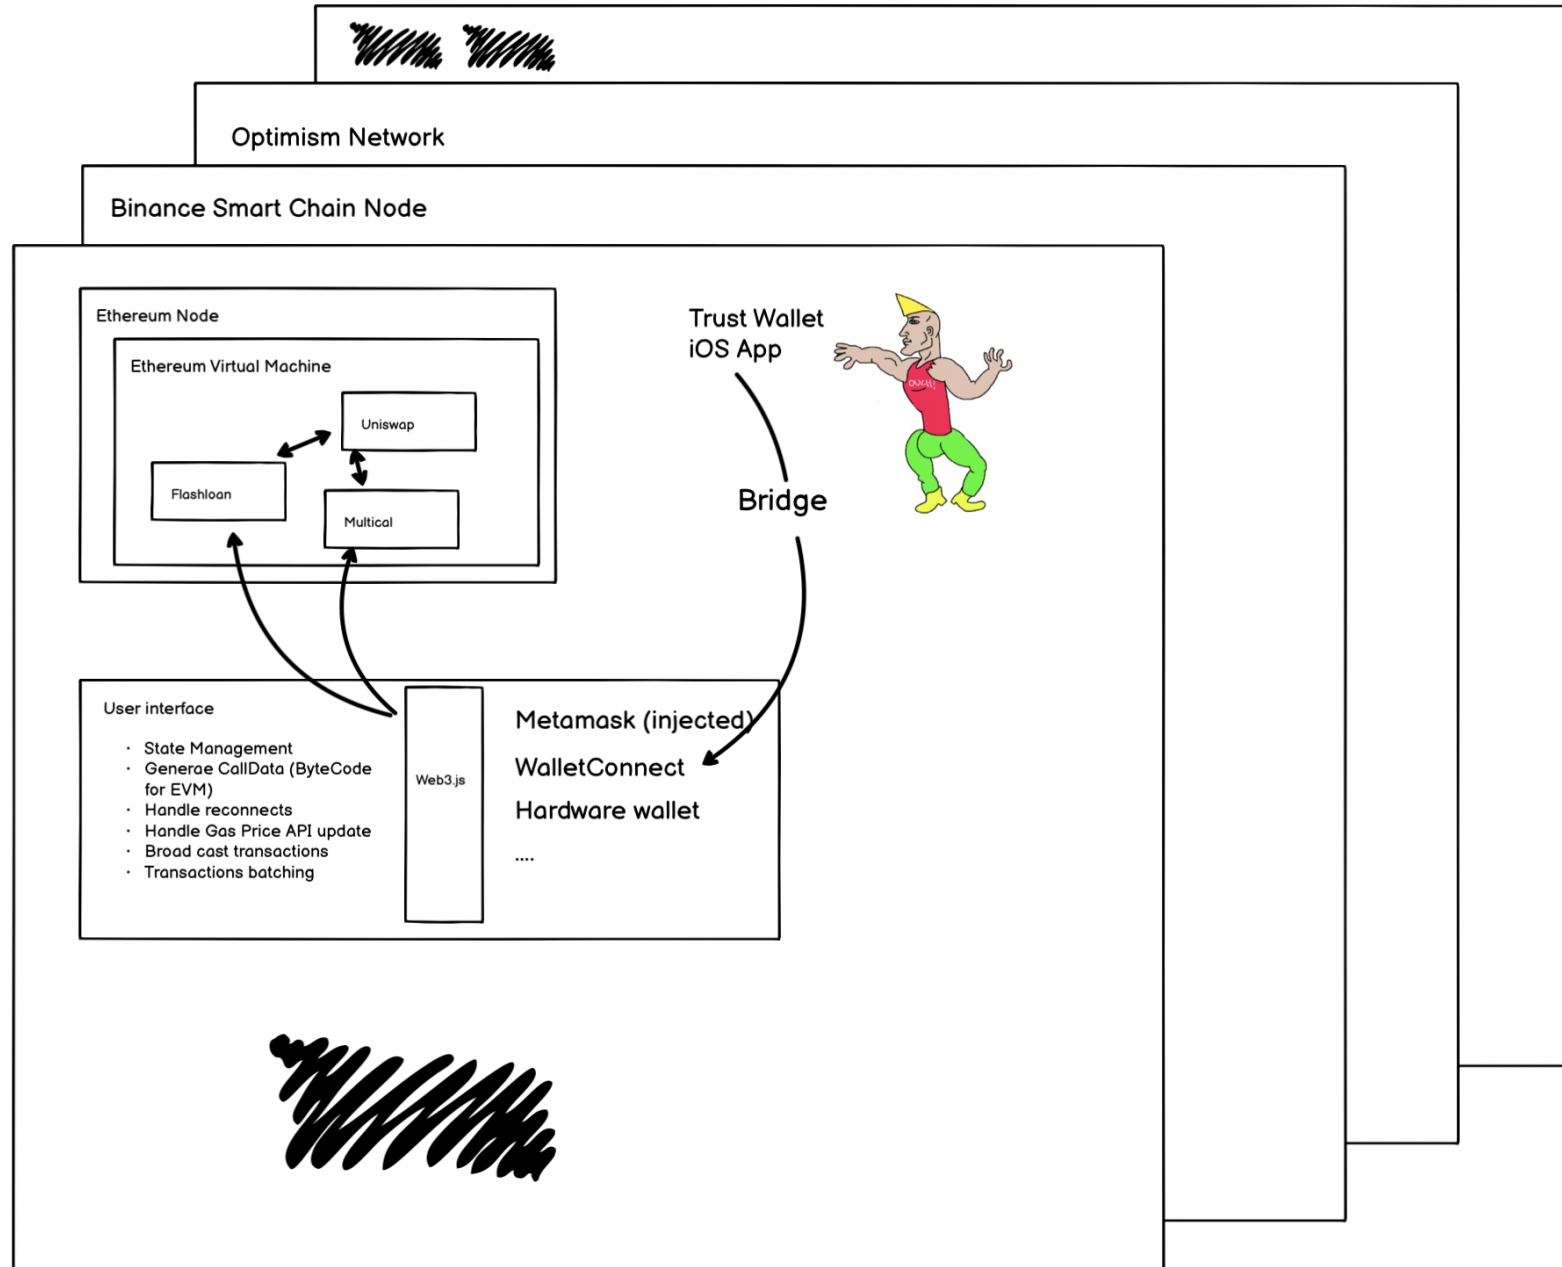 Optimism Network
Binance Smart Chain Node
Ethereum Node
Ethereum Virtual Machine
Uniswap
Flashloan
Multical
Trust Wallet
iOS App
OUCH!
Bridge
User interface
· State Management
· Generae CallData (ByteCode
for EVM)
· Handle reconnects
· Handle Gas Price API update
· Broad cast transactions
· Transactions batching
Web3.js
Metamask (injected)
WalletConnect
Hardware wallet
....